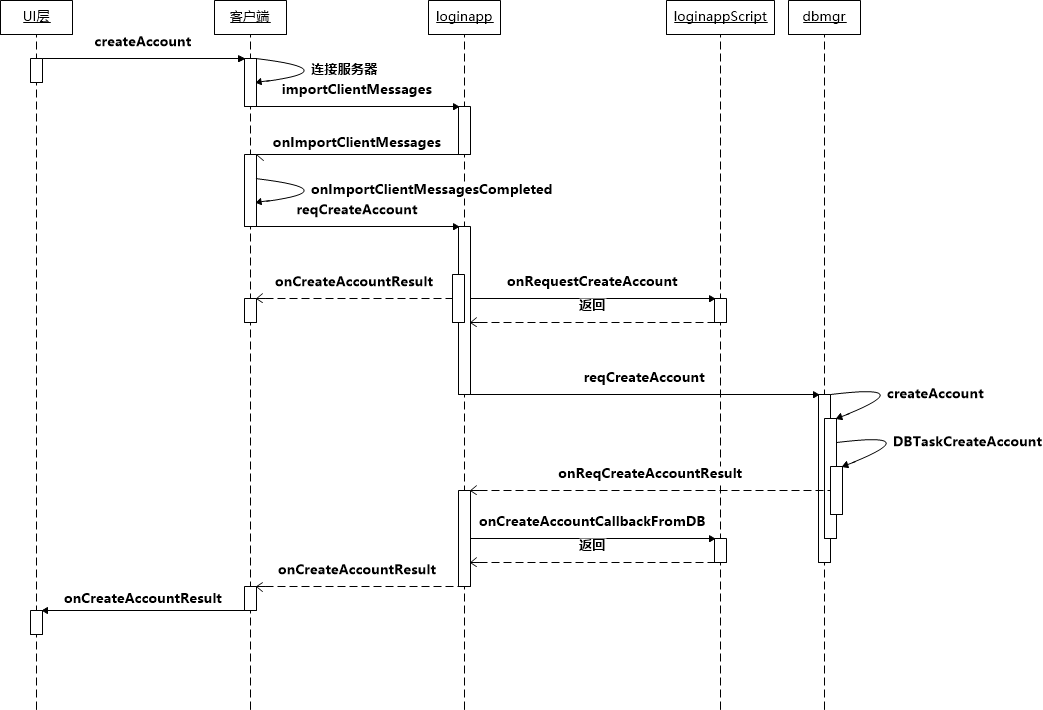 UI层
客户端
loginapp
loginappScript
dbmgr
createAccount
连接服务器
importClientMessages
onImportClientMessages
onImportClientMessagesCompleted
reqCreateAccount
onCreateAccountResult
onRequestCreateAccount
返回
reqCreateAccount
createAccount
DBTaskCreateAccount
onReqCreateAccountResult
onCreateAccountCallbackFromDB
返回
onCreateAccountResult
onCreateAccountResult